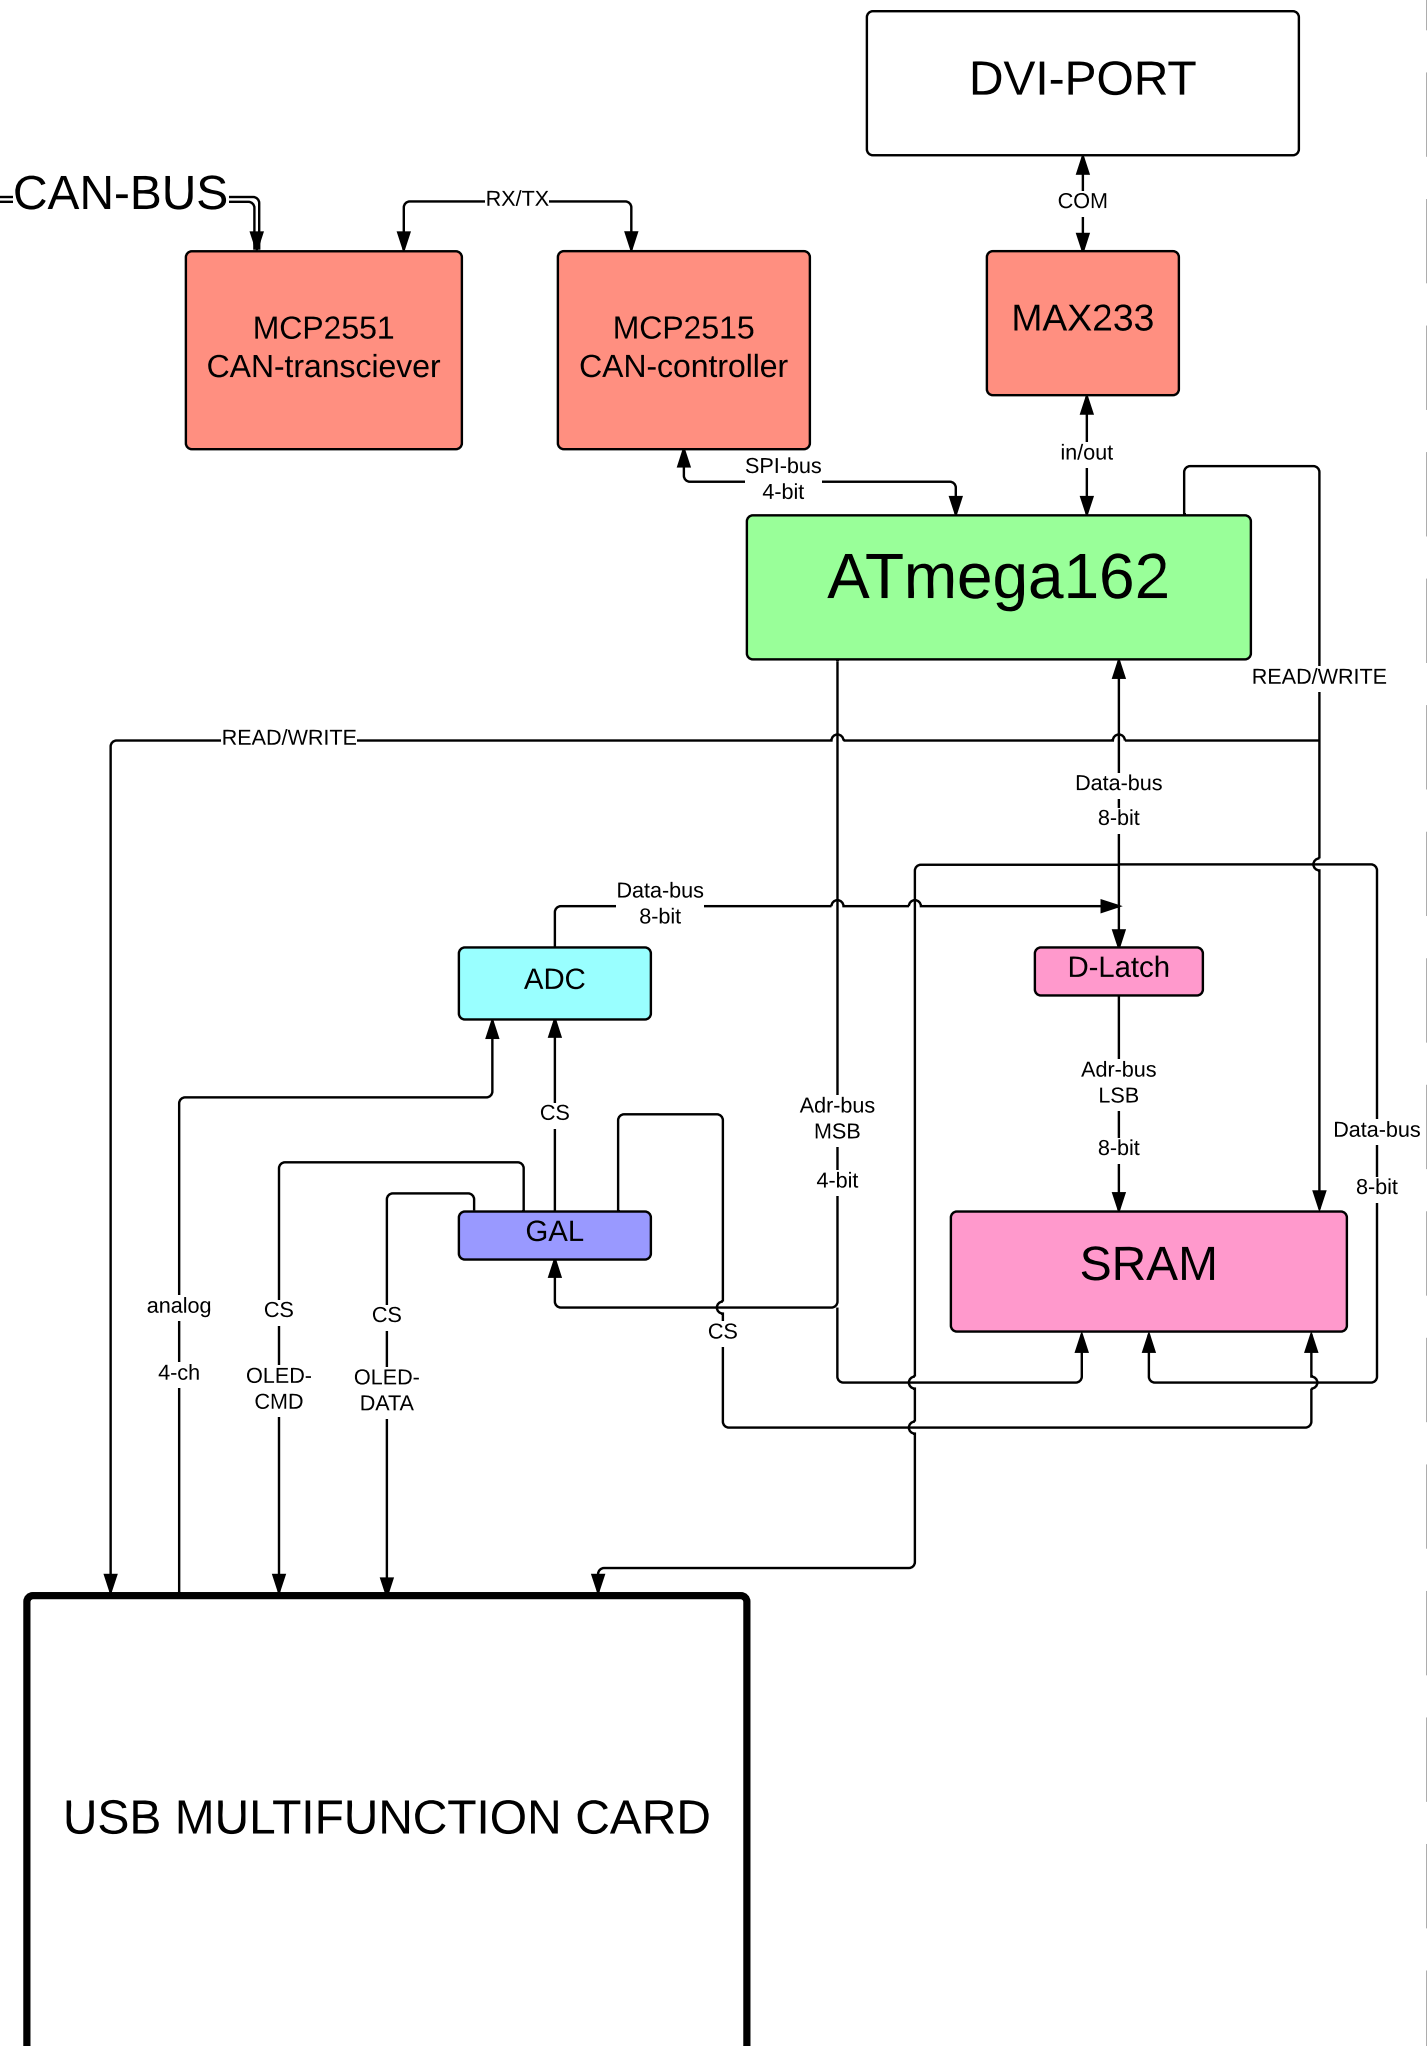 DVI-PORT
CAN-BUS
RX/TX
COM
MCP2551
CAN-transciever
MCP2515
CAN-controller
MAX233
SPI-bus
4-bit
in/out
ATmega162
READ/WRITE
READ/WRITE
Data-bus
8-bit
Data-bus
8-bit
ADC
D-Latch
Adr-bus
LSB
8-bit
CS
Adr-bus
MSB
4-bit
Data-bus
8-bit
GAL
SRAM
analog
4-ch
CS
OLED-
CMD
CS
OLED-
DATA
CS
USB MULTIFUNCTION CARD